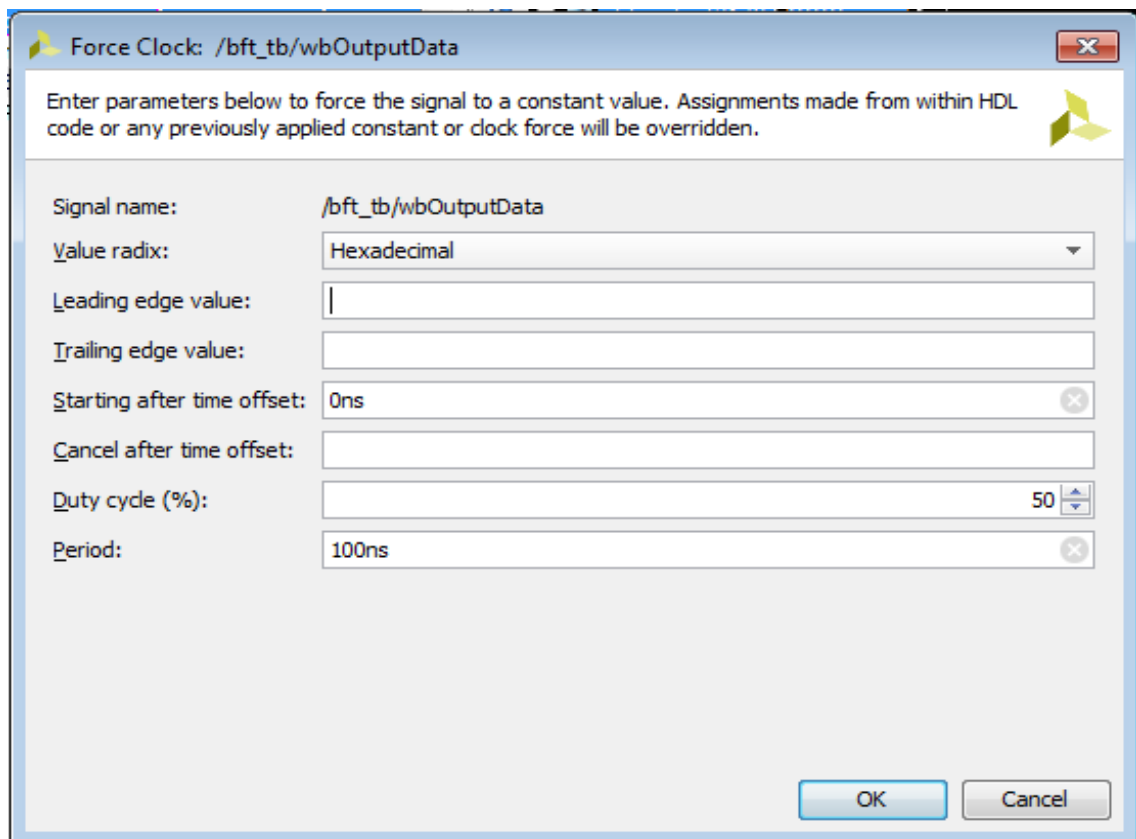 Force Clock: /bft_tb/wbOutputData
Enter parameters below to force the signal to a constant value. Assignments made from within HDL
code or any previously applied constant or clock force will be overridden.
Signal name: /bft_tb/wbOutputData
Value radix: Hexadecimal
Leading edge value:
Trailing edge value:
Starting after time offset: 0ns
Cancel after time offset:
Duty cycle (%): 50
Period: 100ns
OK Cancel